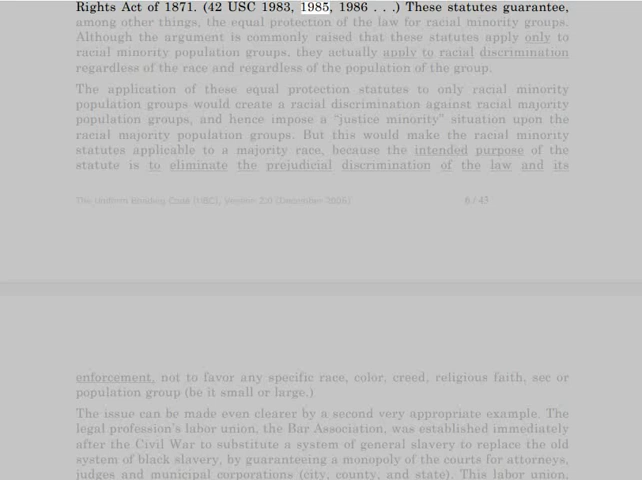 Rights Act of 1871. (42 USC 1983, 1985, 1986 . . .) These statutes guarantee,
among other things, the equal protection of the law for racial minority groups.
Although the argument is commonly raised that these statutes apply only to
racial minority population groups, they actually apply to racial discrimination
regardless of the race and regardless of the population of the group.
The application of these equal protection statutes to only racial minority
population groups would create a racial discrimination against racial majority
population groups, and hence impose a “justice minority” situation upon the
racial majority population groups. But this would make the racial minority
statutes applicable to a majority race, because the intended purpose of the
statute is to eliminate the prejudicial discrimination of the law and its
The Uniform Bonding Code (UBC), Version 2.0 (December 2006) 6 / 43
enforcement, not to favor any specific race, color, creed, religious faith, sec or
population group (be it small or large.)
The issue can be made even clearer by a second very appropriate example. The
legal profession's labor union, the Bar Association, was established immediately
after the Civil War to substitute a system of general slavery to replace the old
system of black slavery, by guaranteeing a monopoly of the courts for attorneys,
judges and municipal corporations (city, county, and state). This labor union,